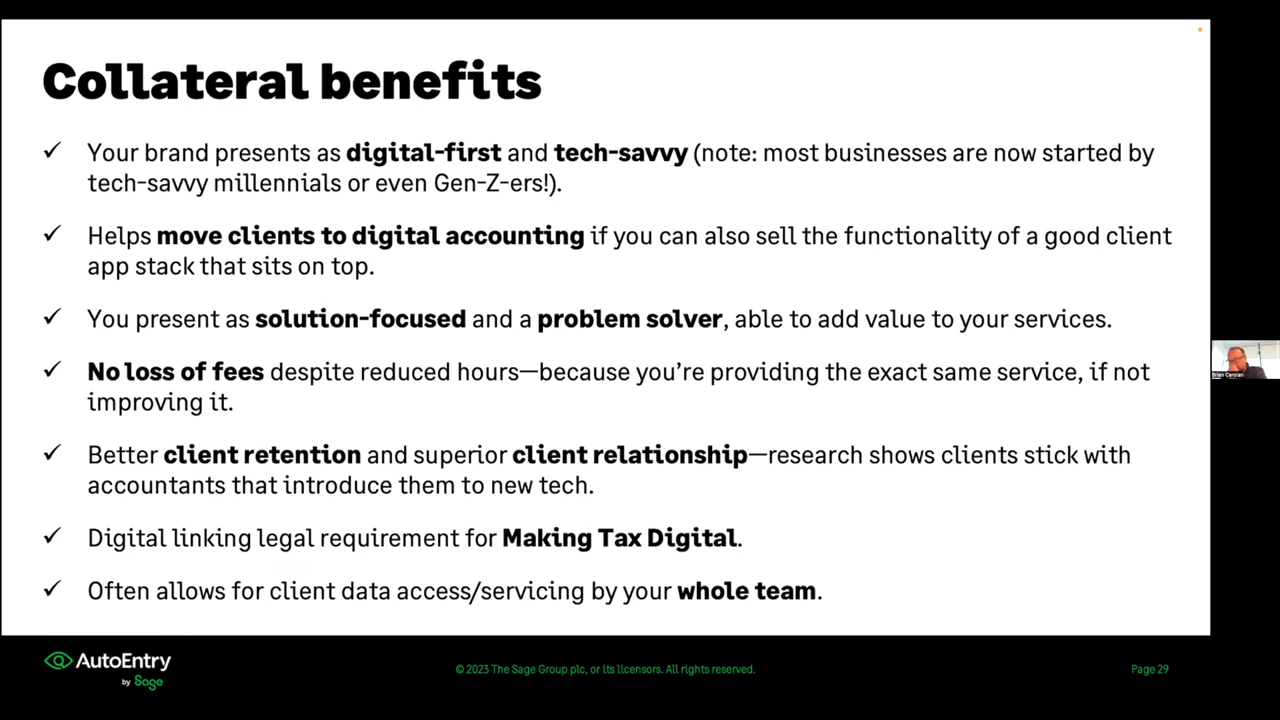 Collateral benefits
✓ Your brand presents as digital-first and tech-savvy (note: most businesses are now started by
tech-savvy millennials or even Gen-Z-ers!).
✓ Helps move clients to digital accounting if you can also sell the functionality of a good client
app stack that sits on top.
✓ You present as solution-focused and a problem solver, able to add value to your services.
✓ No loss of fees despite reduced hours—because you’re providing the exact same service, if not
improving it.
✓ Better client retention and superior client relationship—research shows clients stick with
accountants that introduce them to new tech.
✓ Digital linking legal requirement for Making Tax Digital.
✓ Often allows for client data access/servicing by your whole team.
Brian
AutoEntry
by Sage
© 2023 The Sage Group plc, or its licensors. All rights reserved.
Page 29